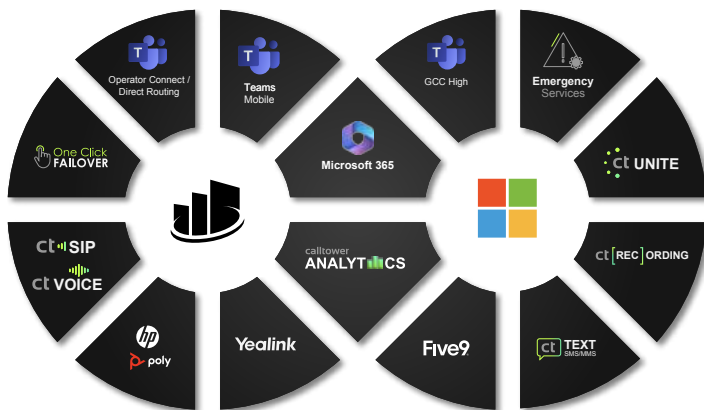 T
Operator Connect /
Direct Routing
T
Teams
Mobile
T
GCC High
Emergency
Services
One Click
FAILOVER
Microsoft 365
ct UNITE
ct SIP
ct VOICE
calltower
ANALYTICS
ct [REC]ORDING
hp
poly
Yealink
Five9
ct TEXT
SMS/MMS